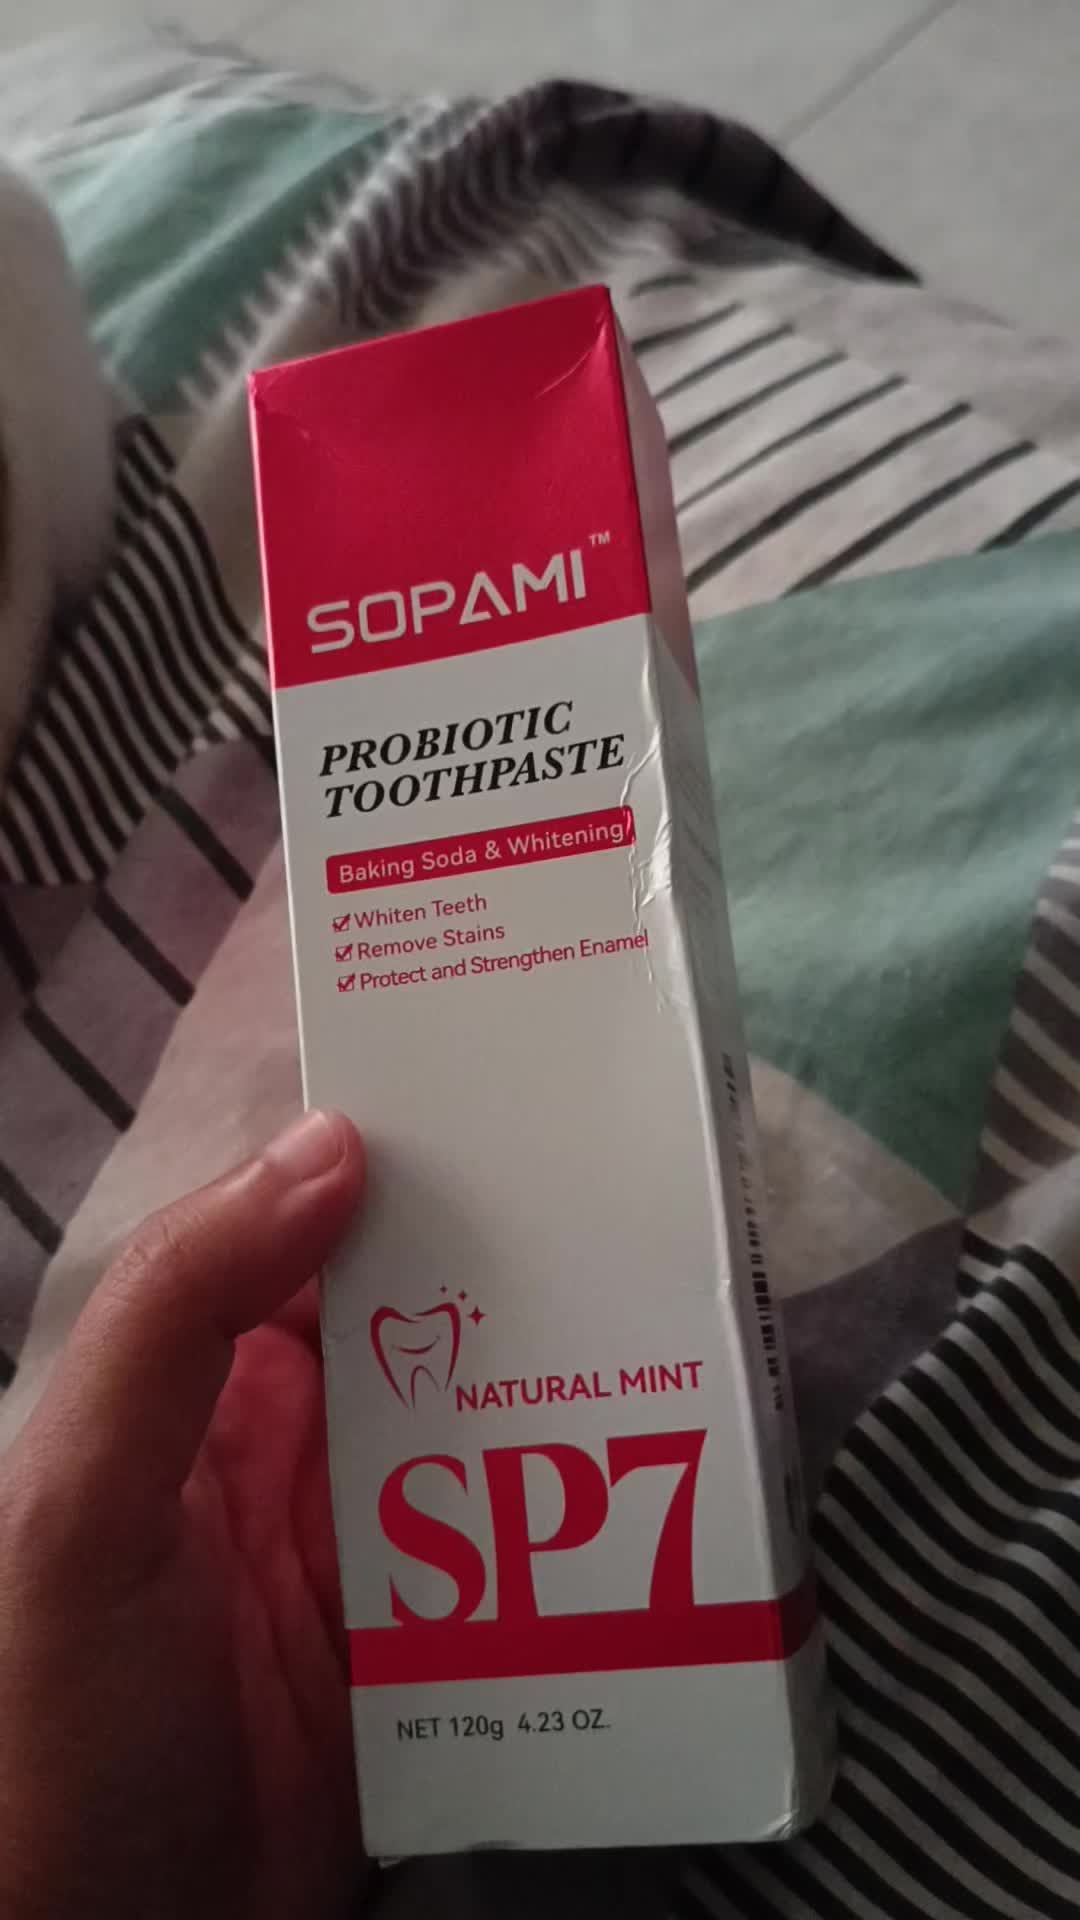 SOPAMI™
PROBIOTIC
TOOTHPASTE
Baking Soda & Whitening
Whiten Teeth
Remove Stains
Protect and Strengthen Enamel
NATURAL MINT
SP7
NET 120g 4.23 OZ.